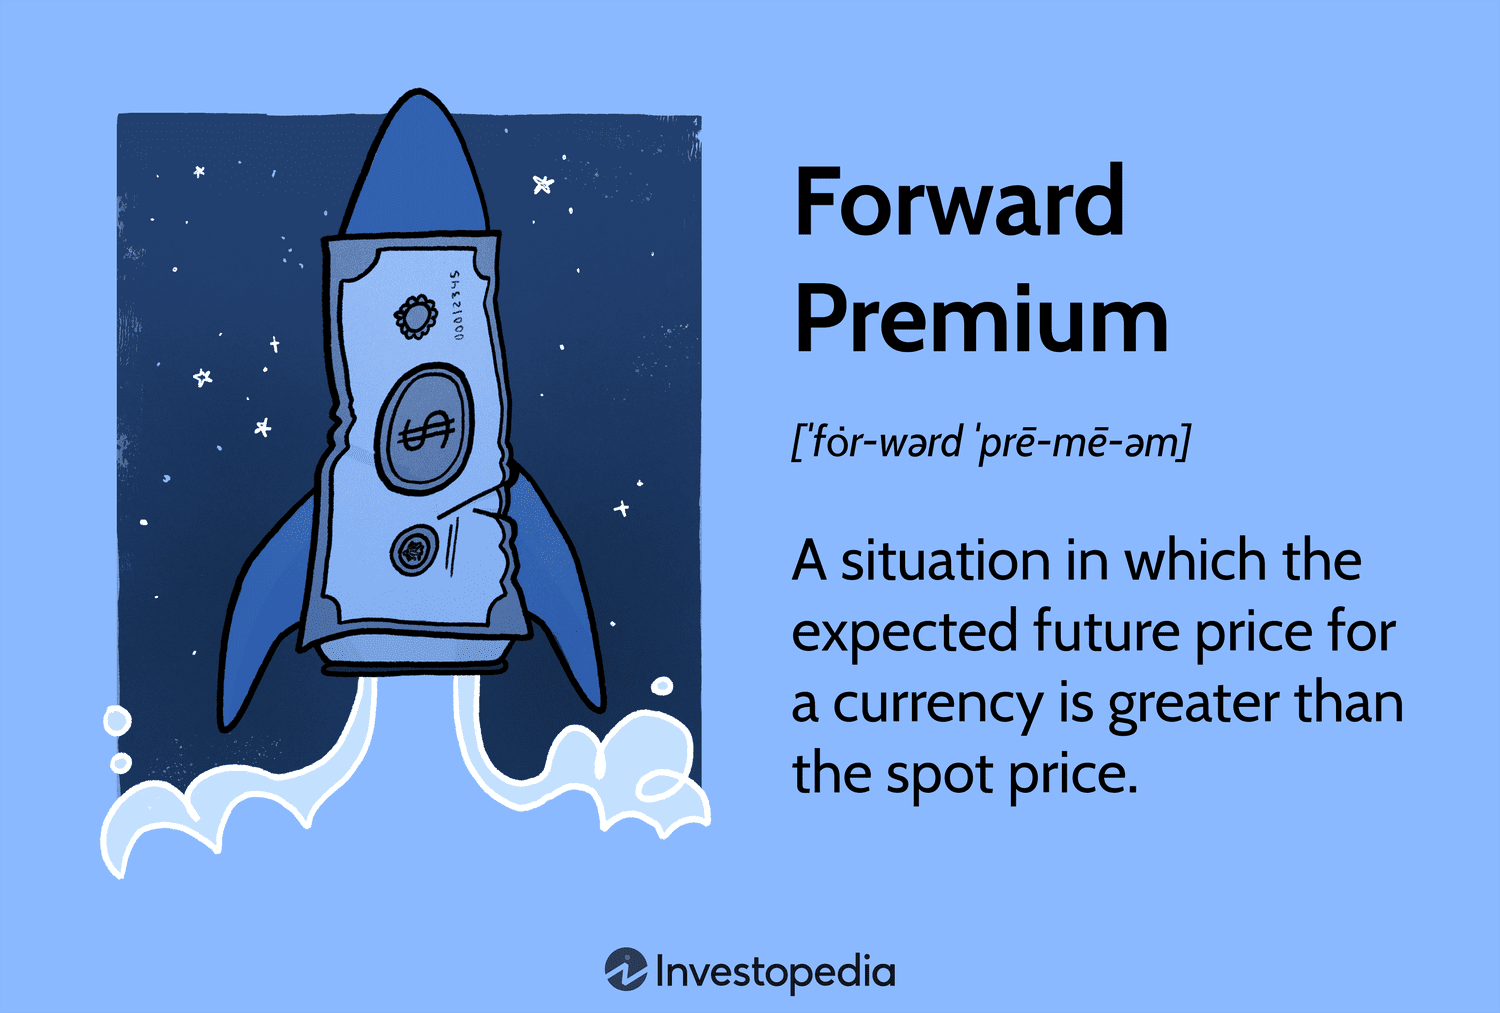 00012345
$
Forward
Premium
[ˈfȯr-wərd ˈprē-mē-əm]
A situation in which the
expected future price for
a currency is greater than
the spot price.
Investopedia